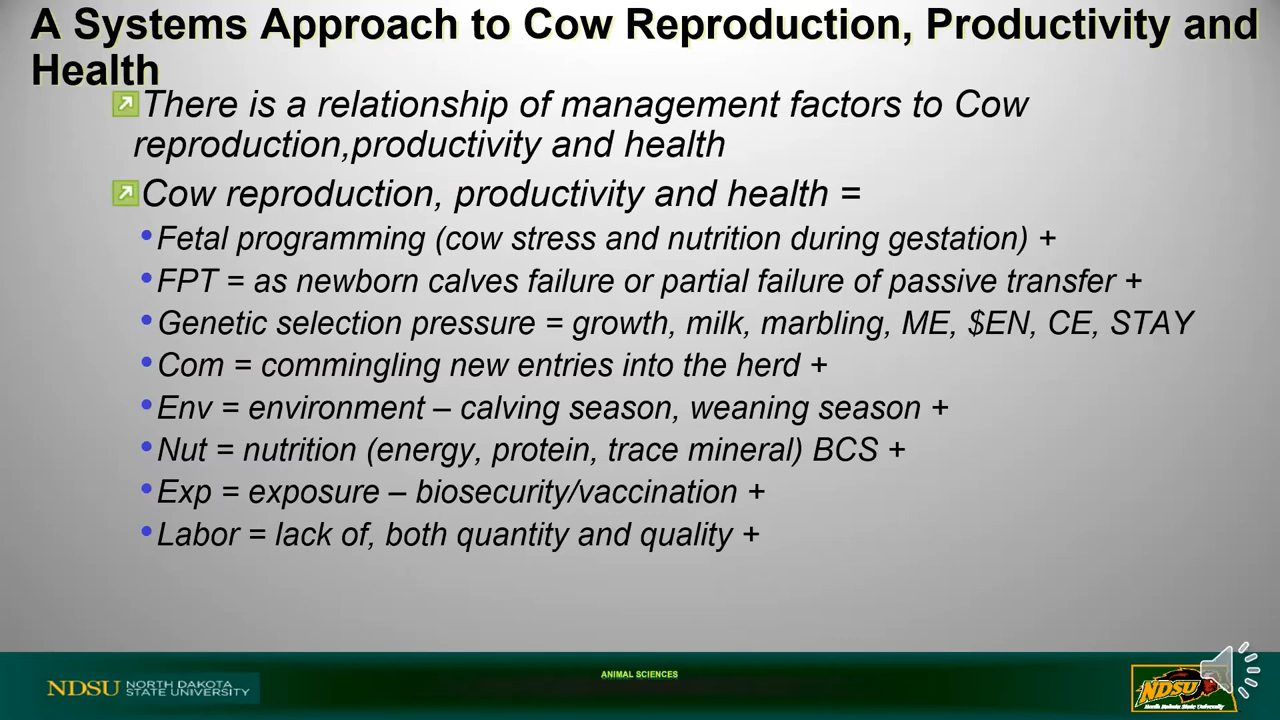 A Systems Approach to Cow Reproduction, Productivity and
Health
There is a relationship of management factors to Cow
reproduction,productivity and health
Cow reproduction, productivity and health =
•Fetal programming (cow stress and nutrition during gestation) +
•FPT = as newborn calves failure or partial failure of passive transfer +
•Genetic selection pressure = growth, milk, marbling, ME, $EN, CE, STAY
•Com = commingling new entries into the herd +
•Env = environment – calving season, weaning season +
•Nut = nutrition (energy, protein, trace mineral) BCS +
•Exp = exposure – biosecurity/vaccination +
•Labor = lack of, both quantity and quality +
ANIMAL SCIENCES
NDSU NORTH DAKOTA
STATE UNIVERSITY
NDSU
North Dakota State University